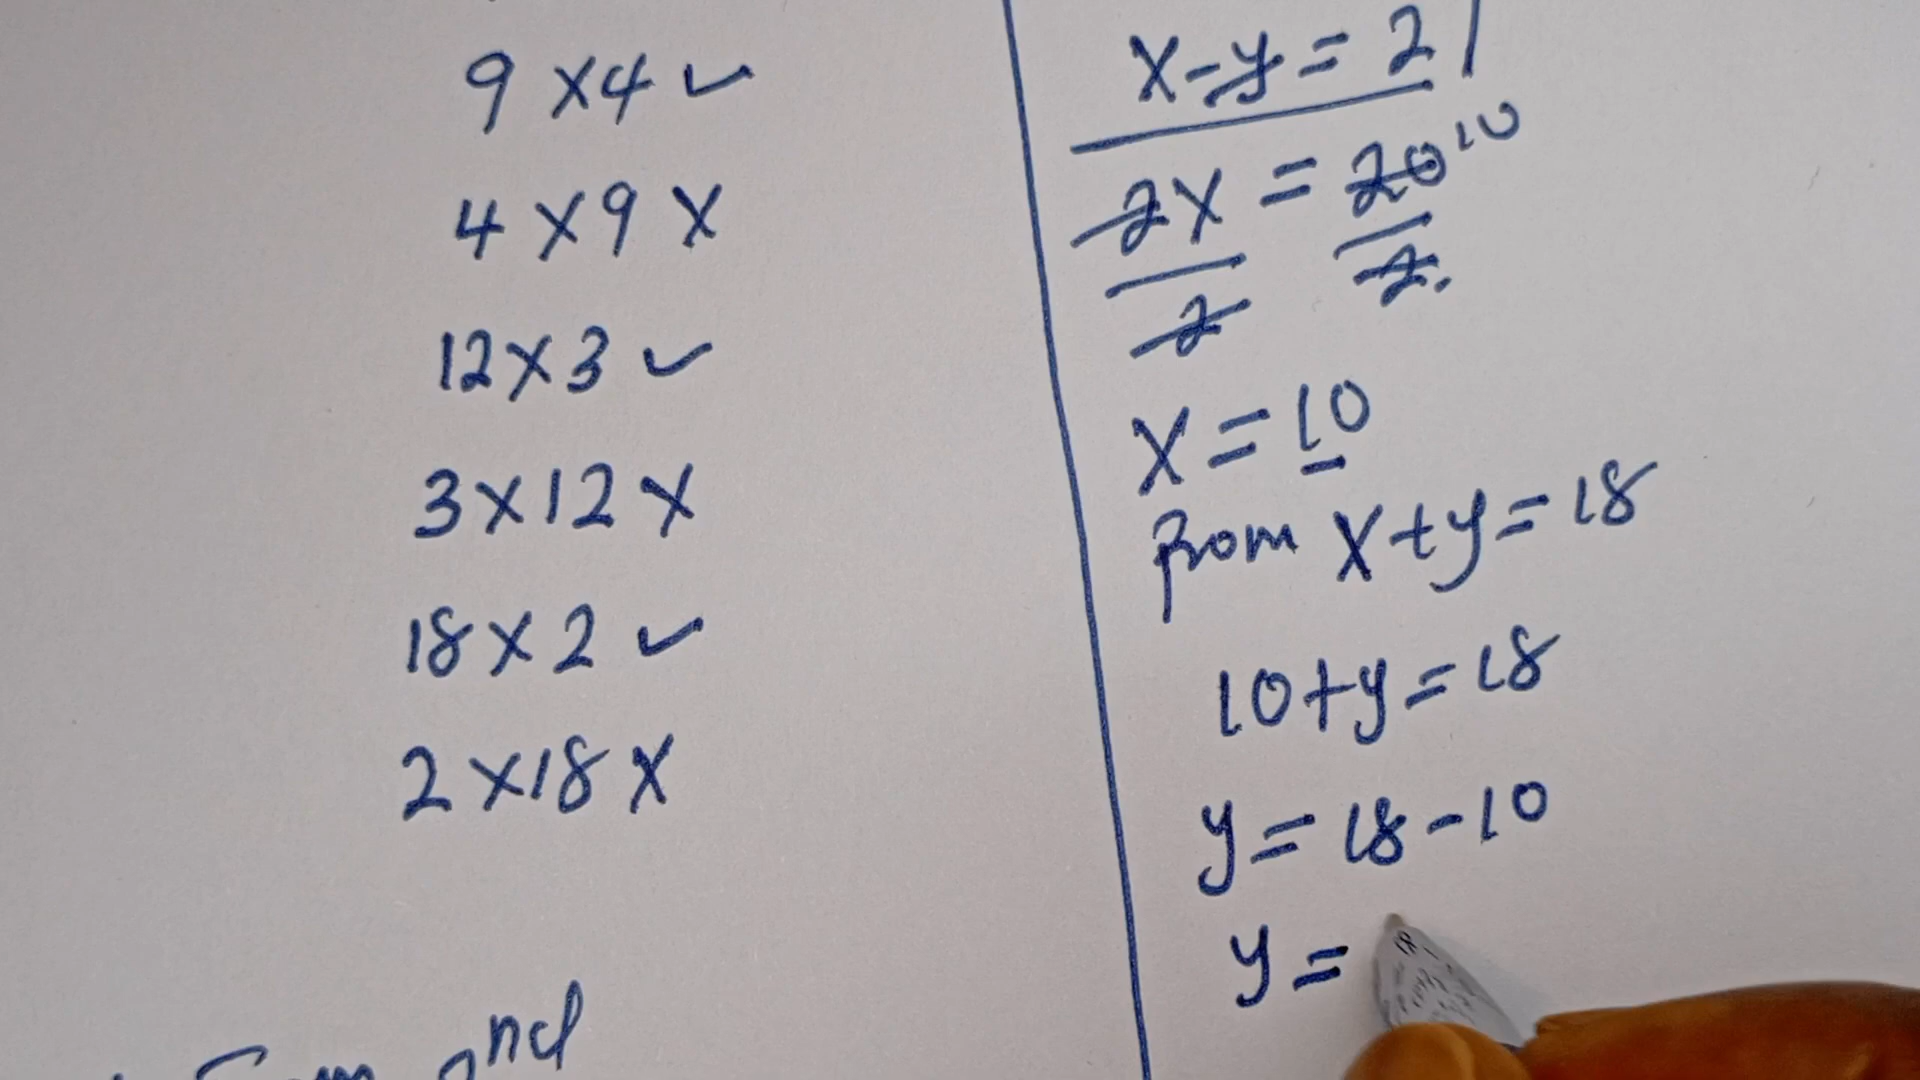 9 x 4 ✓
4 x 9 x
12 x 3 ✓
3 x 12 x
18 x 2 ✓
2 x 18 x
nd
x - y = 2
2x = 20 10
2 2.
x = 10
from x + y = 18
10 + y = 18
y = 18 - 10
y =